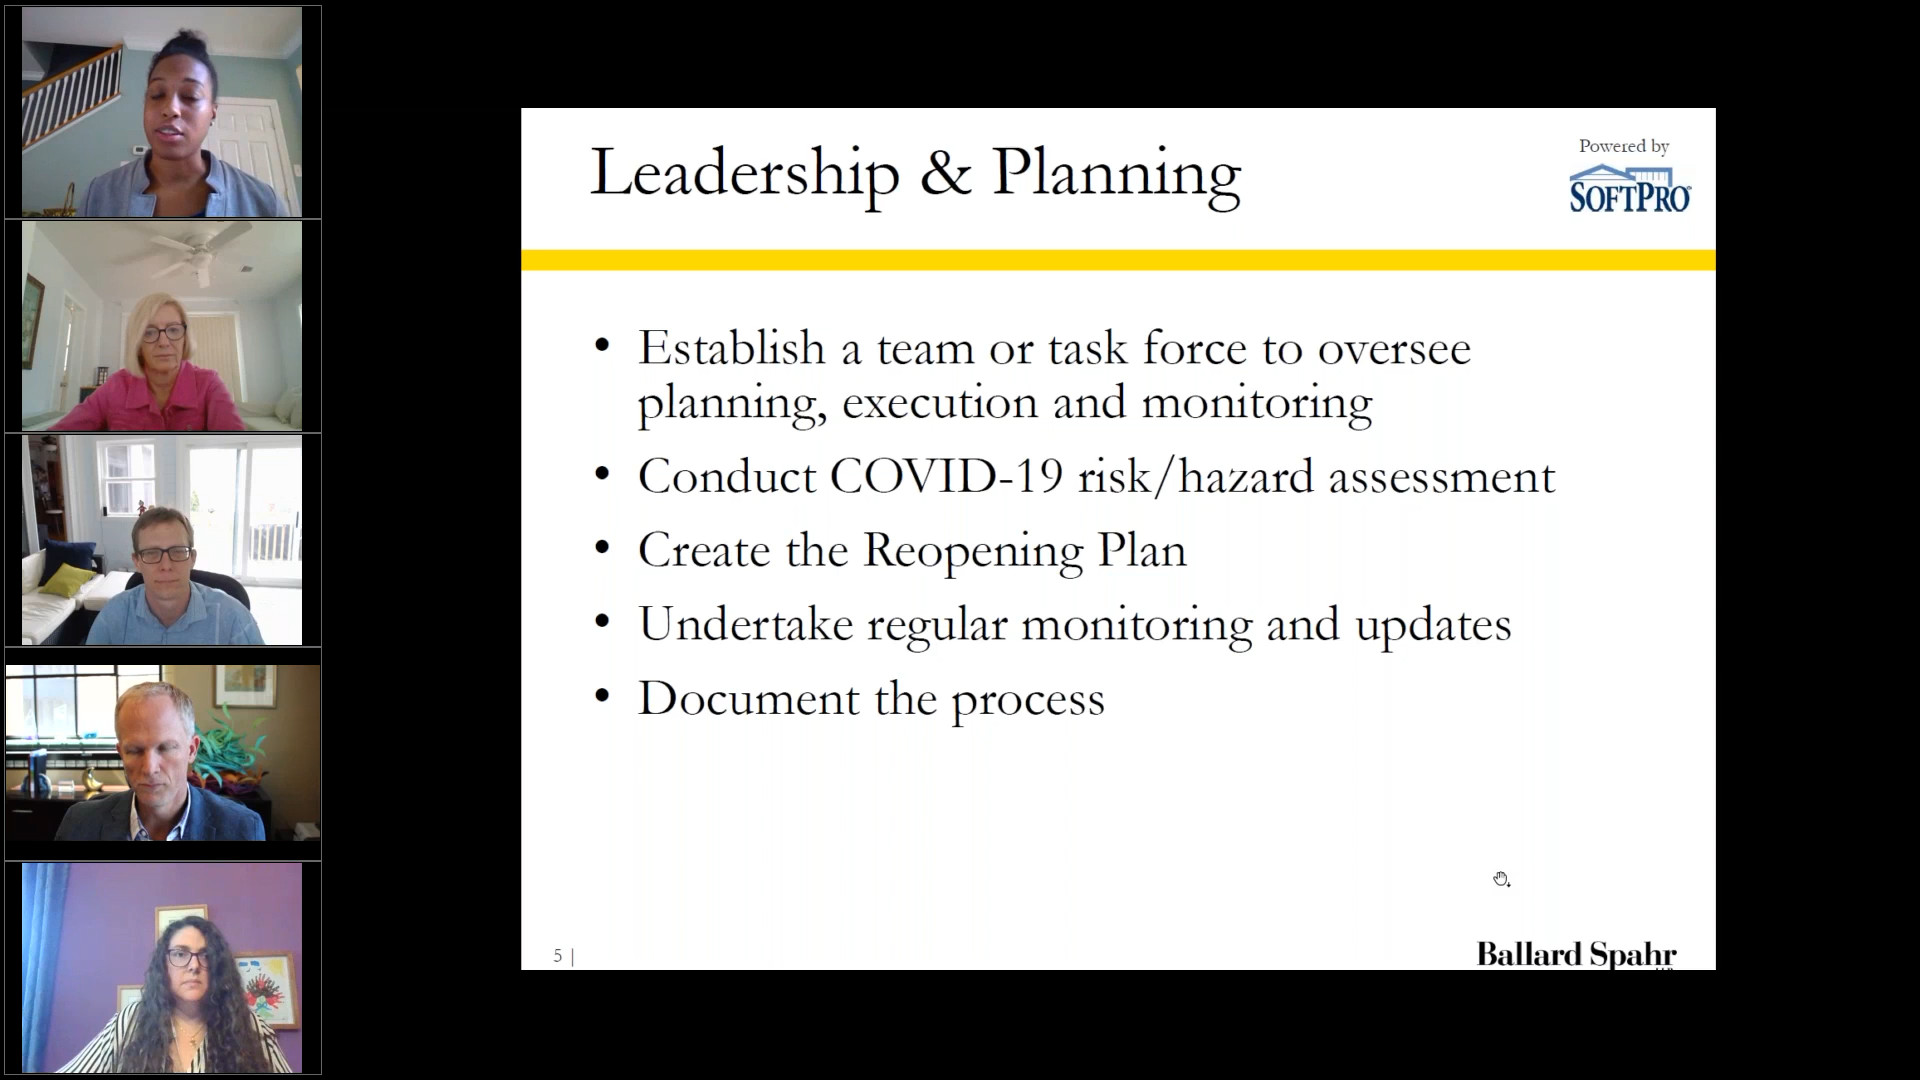 Leadership & Planning
Powered by
SOFTPRO
• Establish a team or task force to oversee
planning, execution and monitoring
• Conduct COVID-19 risk/hazard assessment
• Create the Reopening Plan
• Undertake regular monitoring and updates
• Document the process
5 |
Ballard Spahr